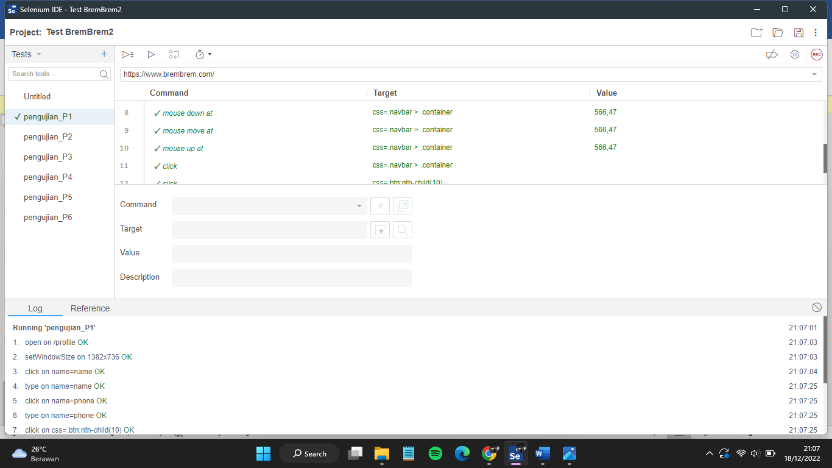 Selenium IDE - Test BremBrem2
Project: Test BremBrem2
Tests
Search tests...
Untitled
✓ pengujian_P1
pengujian_P2
pengujian_P3
pengujian_P4
pengujian_P5
pengujian_P6
REC
https://www.brembrem.com/
Command Target Value
8 ✓ mouse down at css=.navbar > .container 566,47
9 ✓ mouse move at css=.navbar > .container 566,47
10 ✓ mouse up at css=.navbar > .container 566,47
11 ✓ click css=.navbar > .container
12 ✓ click css=.btn:nth-child(10)
Command
//
Target
Value
Description
Log Reference
Running 'pengujian_P1' 21:07:01
1. open on /profile OK 21:07:03
2. setWindowSize on 1382x736 OK 21:07:03
3. click on name=name OK 21:07:04
4. type on name=name OK 21:07:25
5. click on name=phone OK 21:07:25
6. type on name=phone OK 21:07:25
7. click on css=.btn:nth-child(10) OK 21:07:25
26°C
Berawan
Search
21:07
18/12/2022